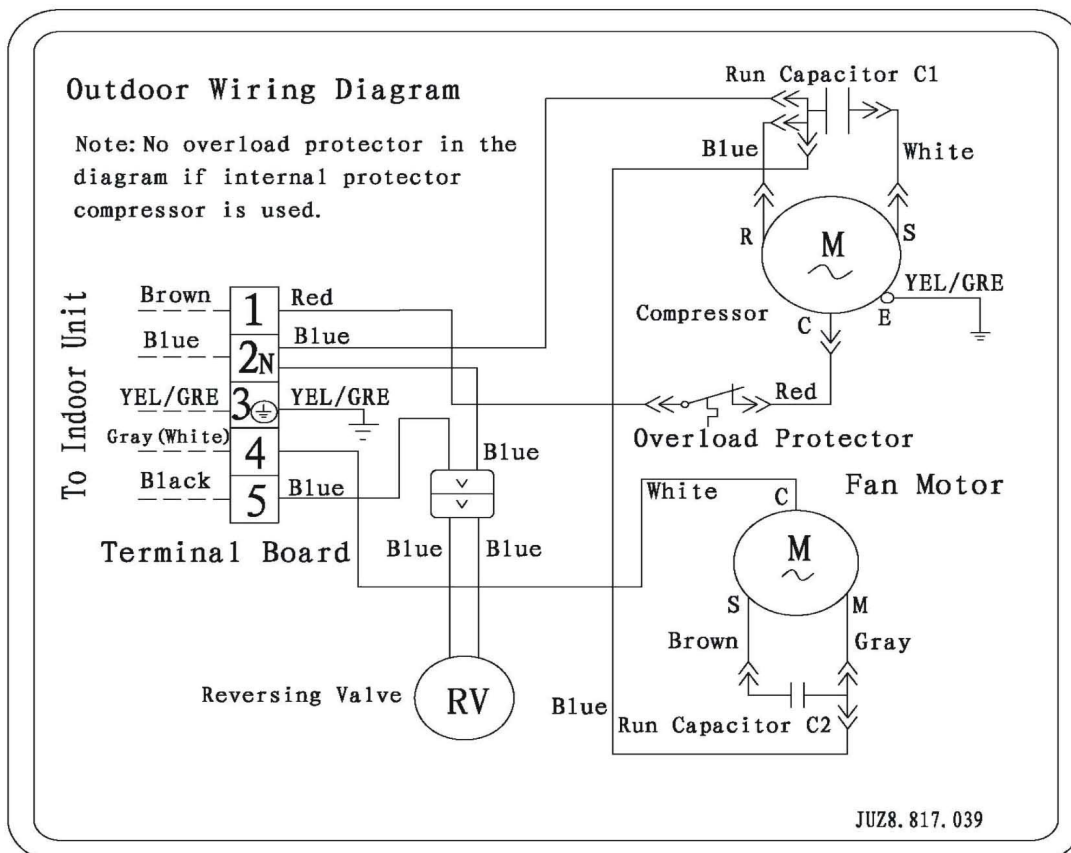 Outdoor Wiring Diagram
Note: No overload protector in the
diagram if internal protector
compressor is used.
Run Capacitor C1
Blue
White
R
M
S
YEL/GRE
Compressor
C
E
To Indoor Unit
Brown
1
Red
Blue
2N
Blue
YEL/GRE
3
YEL/GRE
Gray(White)
4
Black
5
Blue
Terminal Board
Red
Overload Protector
Blue
White
C
Fan Motor
Blue
Blue
M
S
M
Brown
Gray
Reversing Valve
RV
Blue
Run Capacitor C2
JUZ8.817.039